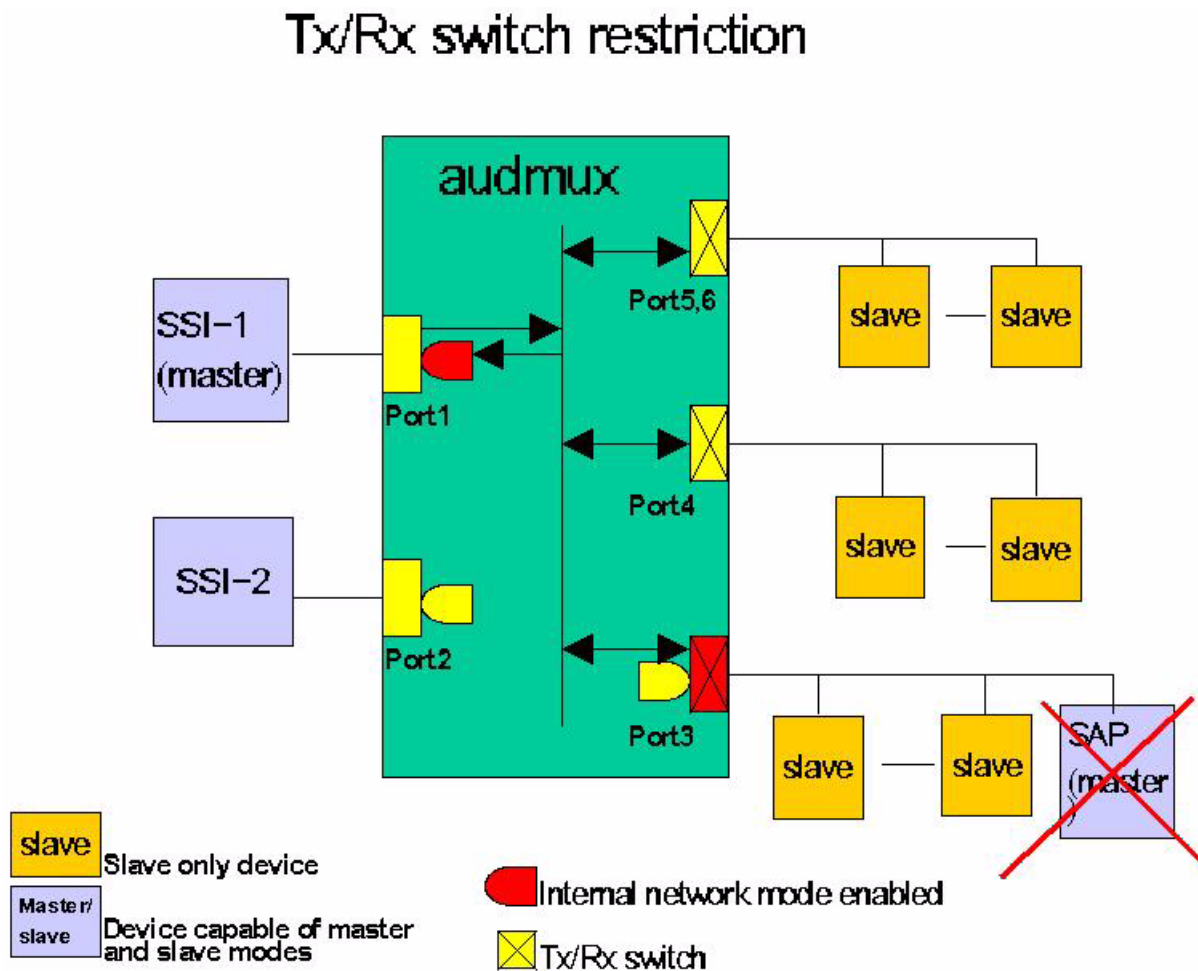 Tx/Rx switch restriction
audmux
SSI-1
(master)
Port1
SSI-2
Port2
Port5,6
slave
slave
Port4
slave
slave
Port3
slave
slave
SAP
(master
)
slave
Slave only device
Master/
slave
Device capable of master
and slave modes
Internal network mode enabled
Tx/Rx switch